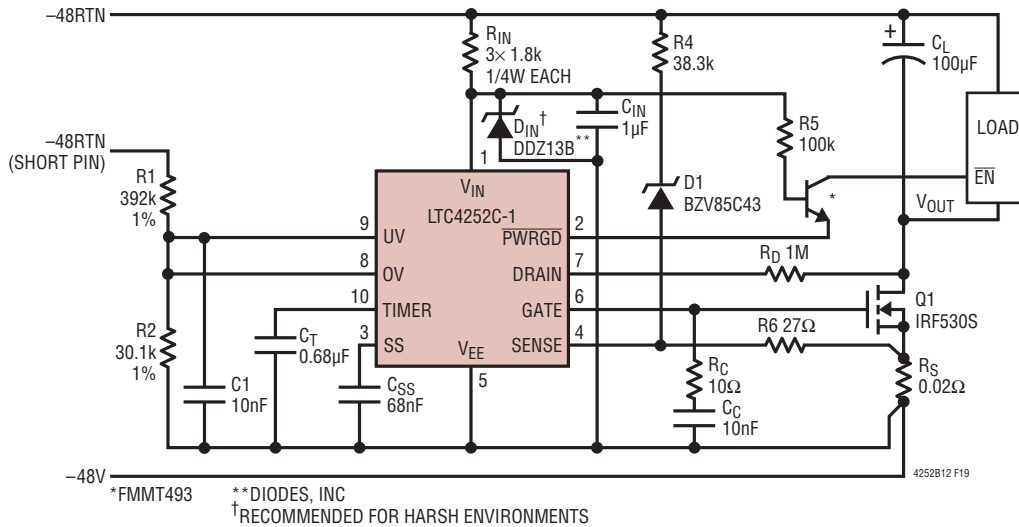 –48RTN
–48RTN
(SHORT PIN)
R1
392k
1%
R2
30.1k
1%
C1
10nF
CT
0.68µF
CSS
68nF
RIN
3× 1.8k
1/4W EACH
DIN†
DDZ13B**
CIN
1µF
R4
38.3k
D1
BZV85C43
R5
100k
*
+
CL
100µF
LOAD
EN
VOUT
1
VIN
LTC4252C-1
9
UV
8
OV
10
TIMER
3
SS
VEE
5
PWRGD
2
DRAIN
7
GATE
6
SENSE
4
RD 1M
Q1
IRF530S
R6 27Ω
RC
10Ω
CC
10nF
RS
0.02Ω
–48V
4252B12 F19
*FMMT493
**DIODES, INC
†RECOMMENDED FOR HARSH ENVIRONMENTS